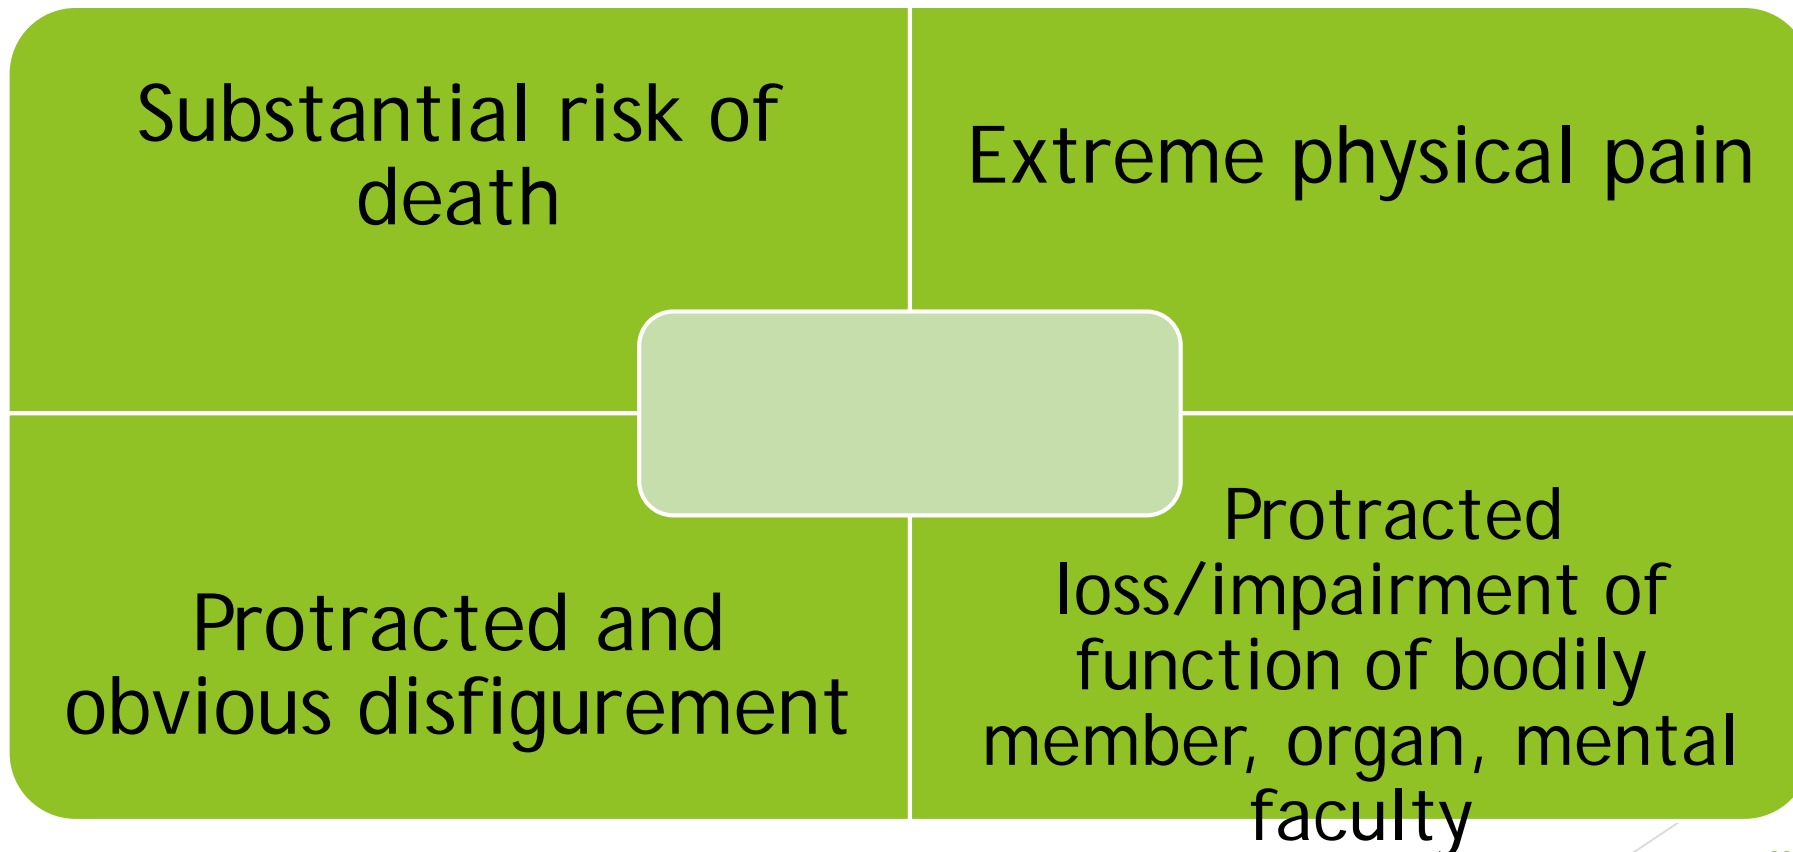 Substantial risk of
death
Extreme physical pain
Protracted and
obvious disfigurement
Protracted
loss/impairment of
function of bodily
member, organ, mental
faculty